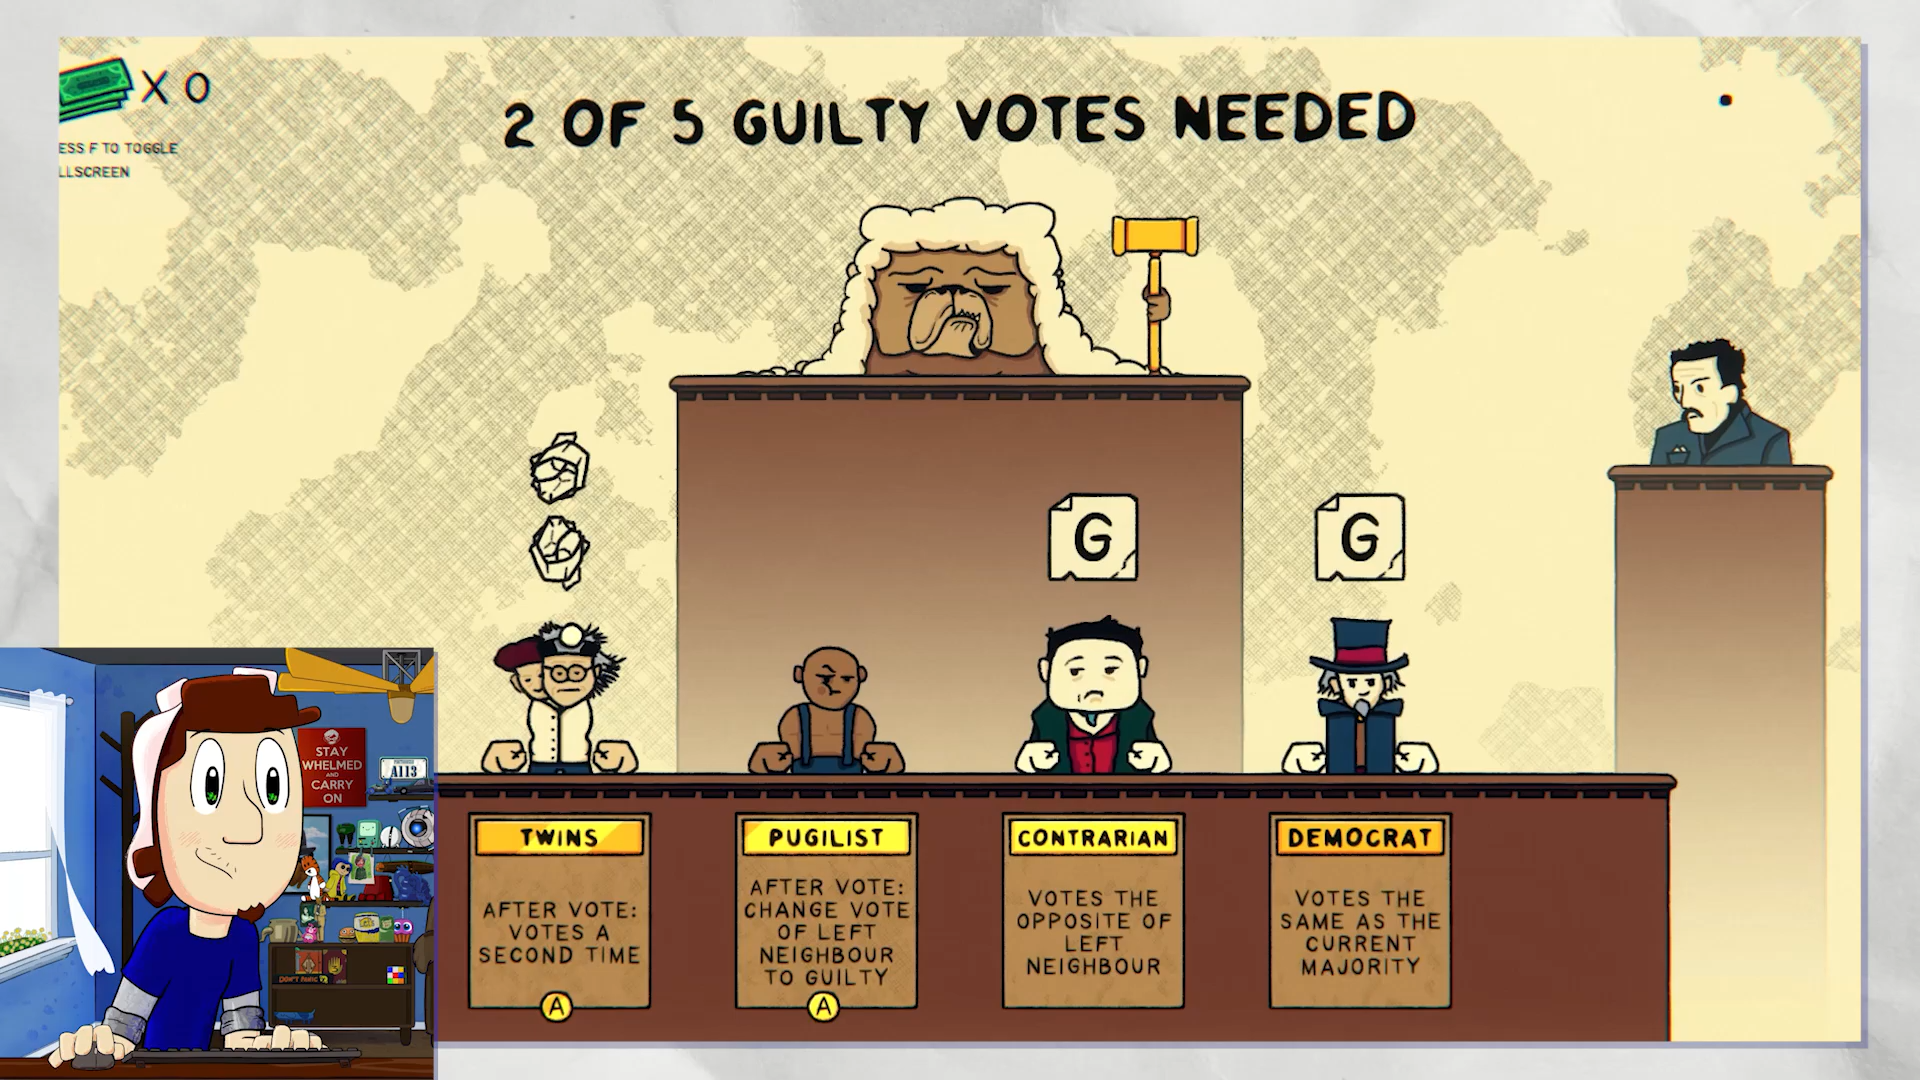 X 0
ESS F TO TOGGLE
LLSCREEN
2 OF 5 GUILTY VOTES NEEDED
G
G
STAY
WHELMED
AND
CARRY
ON
A113
DON'T PANIC
TWINS
AFTER VOTE:
VOTES A
SECOND TIME
A
PUGILIST
AFTER VOTE:
CHANGE VOTE
OF LEFT
NEIGHBOUR
TO GUILTY
A
CONTRARIAN
VOTES THE
OPPOSITE OF
LEFT
NEIGHBOUR
DEMOCRAT
VOTES THE
SAME AS THE
CURRENT
MAJORITY